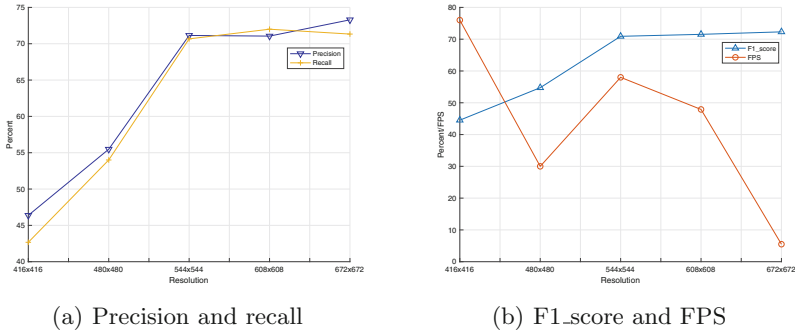 75
70
65
60
55
50
45
40
Percent
416x416
480x480
544x544
608x608
672x672
Resolution
Precision
Recall
(a) Precision and recall
80
70
60
50
40
30
20
10
0
Percent/FPS
416x416
480x480
544x544
608x608
672x672
Resolution
F1_score
FPS
(b) F1_score and FPS